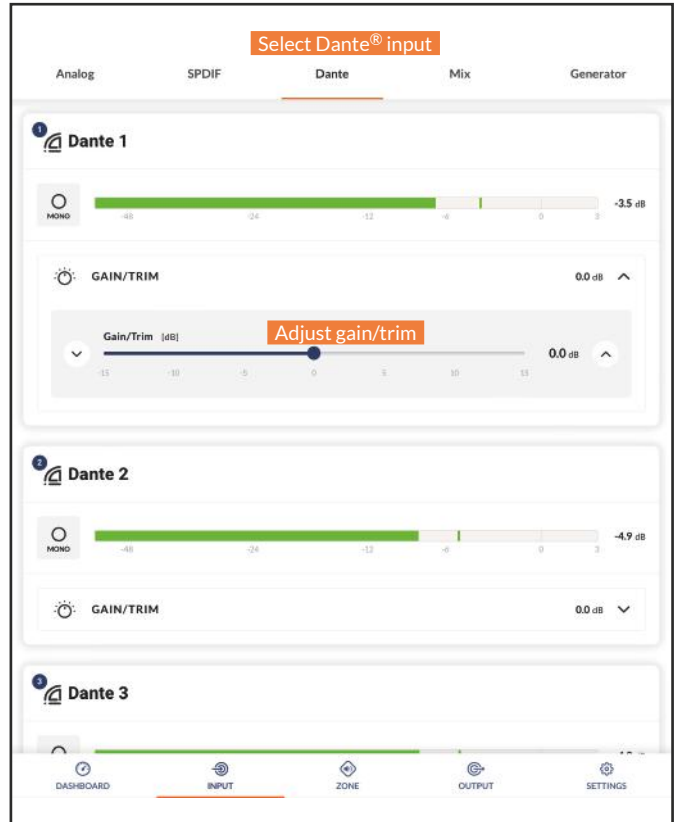 Select Dante® input
Analog SPDIF Dante Mix Generator
1
Dante 1
MONO
-3.5 dB
-48 -24 -12 -6 0 3
GAIN/TRIM 0.0 dB
Gain/Trim [dB]
Adjust gain/trim
0.0 dB
-15 -10 -5 0 5 10 15
2
Dante 2
MONO
-4.9 dB
-48 -24 -12 -6 0 3
GAIN/TRIM 0.0 dB
3
Dante 3
DASHBOARD INPUT ZONE OUTPUT SETTINGS